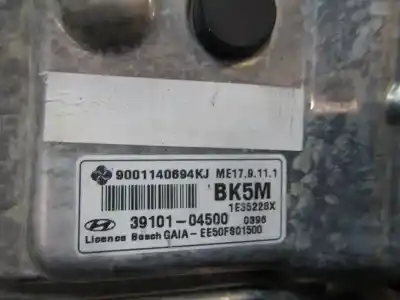 9001140694KJ ME17.9.11.1
BK5M
1E35228X
39101-04500 0396
Licence Bosch GAIA-EE50F801500